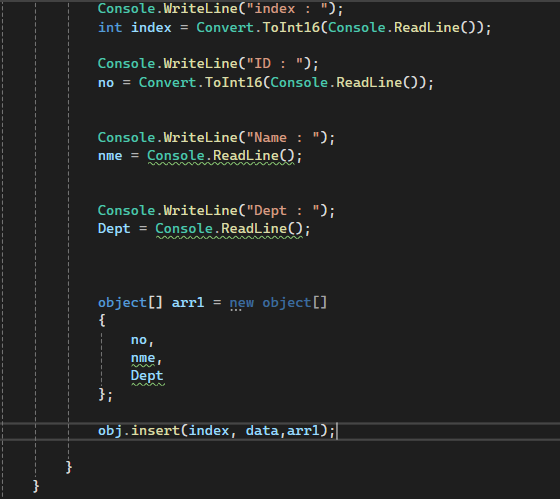 Console.WriteLine("index : ");
int index = Convert.ToInt16(Console.ReadLine());
Console.WriteLine("ID : ");
no = Convert.ToInt16(Console.ReadLine());
Console.WriteLine("Name : ");
nme = Console.ReadLine();
Console.WriteLine("Dept : ");
Dept = Console.ReadLine();
object[] arr1 = new object[]
{
no,
nme,
Dept
};
obj.insert(index, data,arr1);
}
}